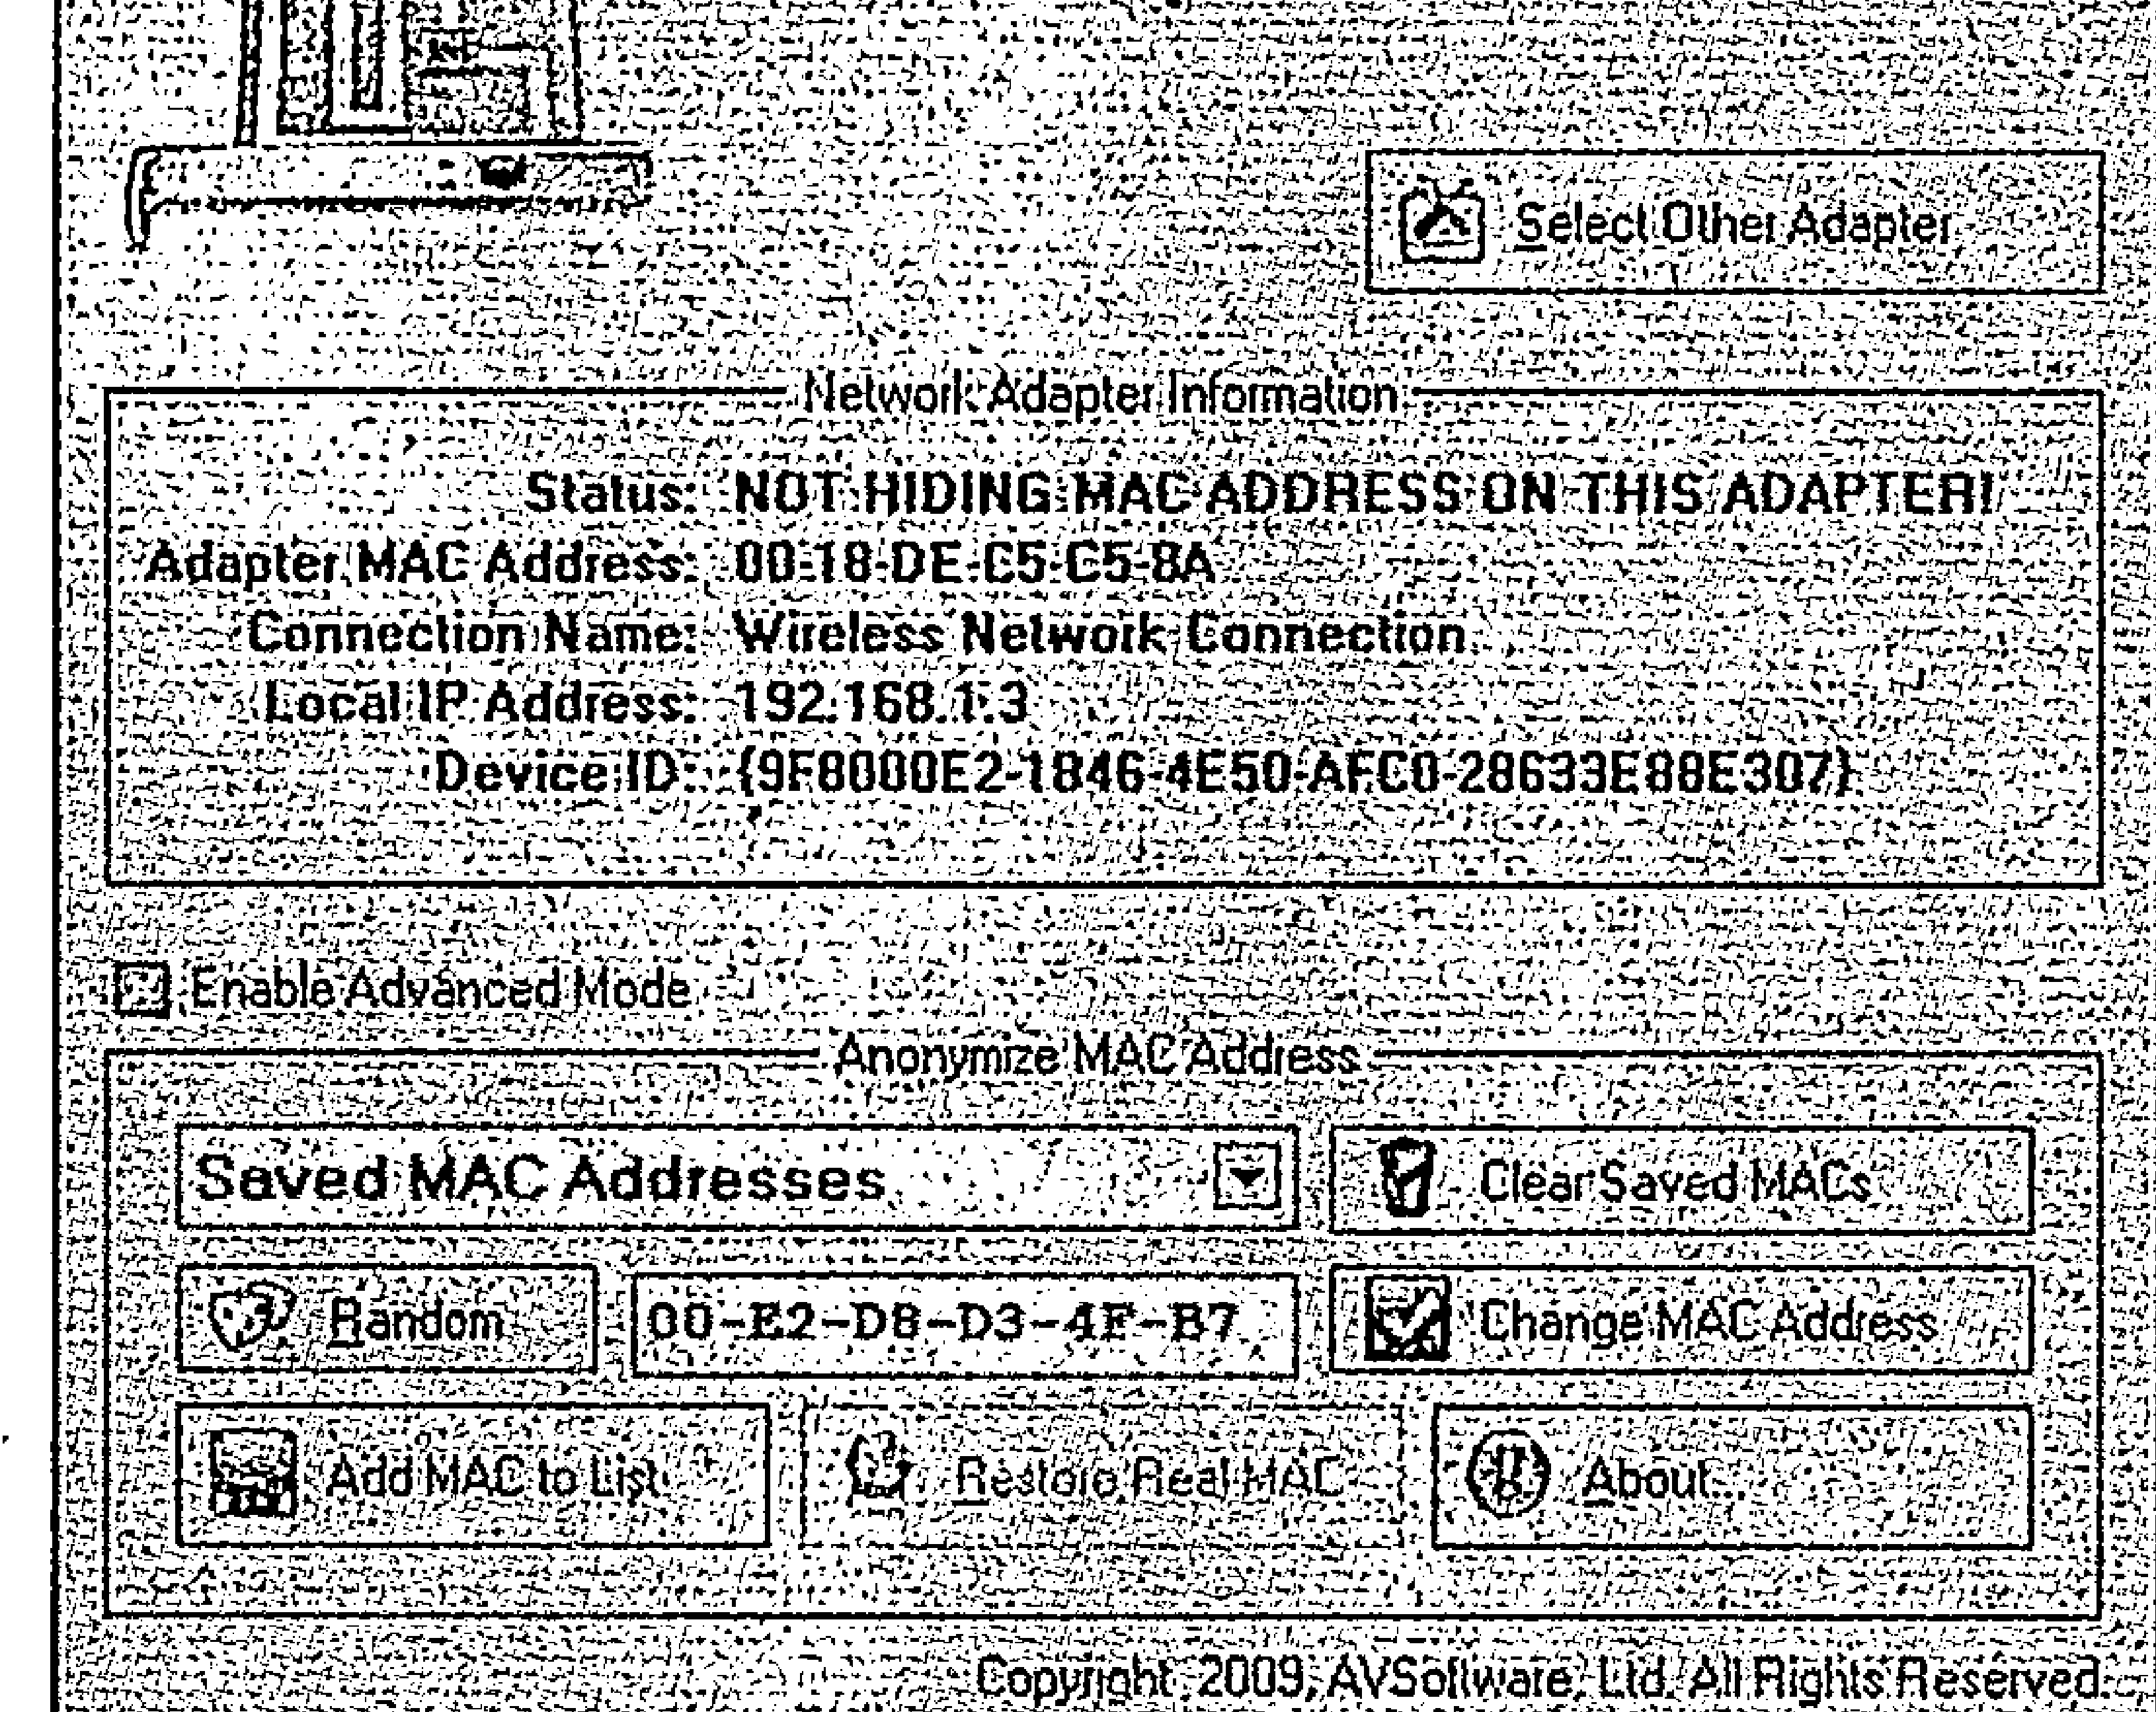 Select Other Adapter
Network Adapter Information
Status: NOT HIDING MAC ADDRESS ON THIS ADAPTER!
Adapter MAC Address: 00-18-DE-C5-C5-8A
Connection Name: Wireless Network Connection
Local IP Address: 192.168.1.3
Device ID: {9F8000E2-1846-4E50-AFC0-28633E88E307}
Enable Advanced Mode
Anonymize MAC Address
Saved MAC Addresses
Clear Saved MACs
Random
00-E2-D8-D3-4F-B7
Change MAC Address
Add MAC to List
Restore Real MAC
About...
Copyright 2009, AVSoftware, Ltd. All Rights Reserved.